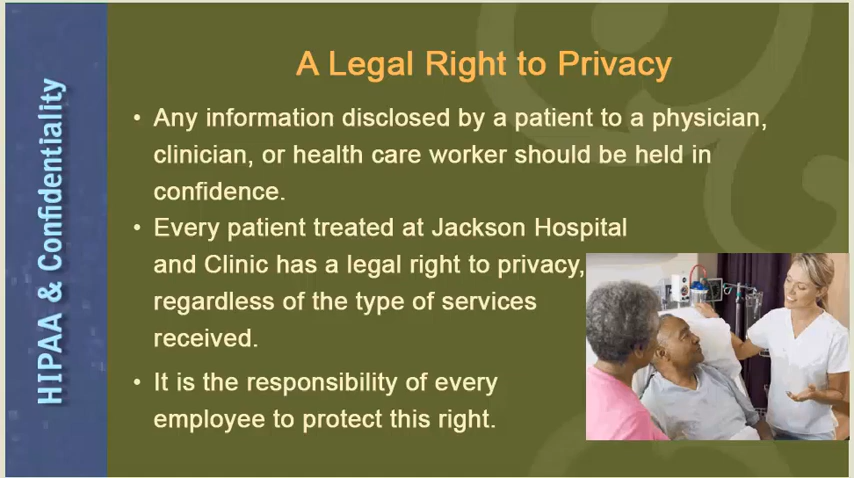 HIPAA & Confidentiality
A Legal Right to Privacy
• Any information disclosed by a patient to a physician,
clinician, or health care worker should be held in
confidence.
• Every patient treated at Jackson Hospital
and Clinic has a legal right to privacy,
regardless of the type of services
received.
• It is the responsibility of every
employee to protect this right.